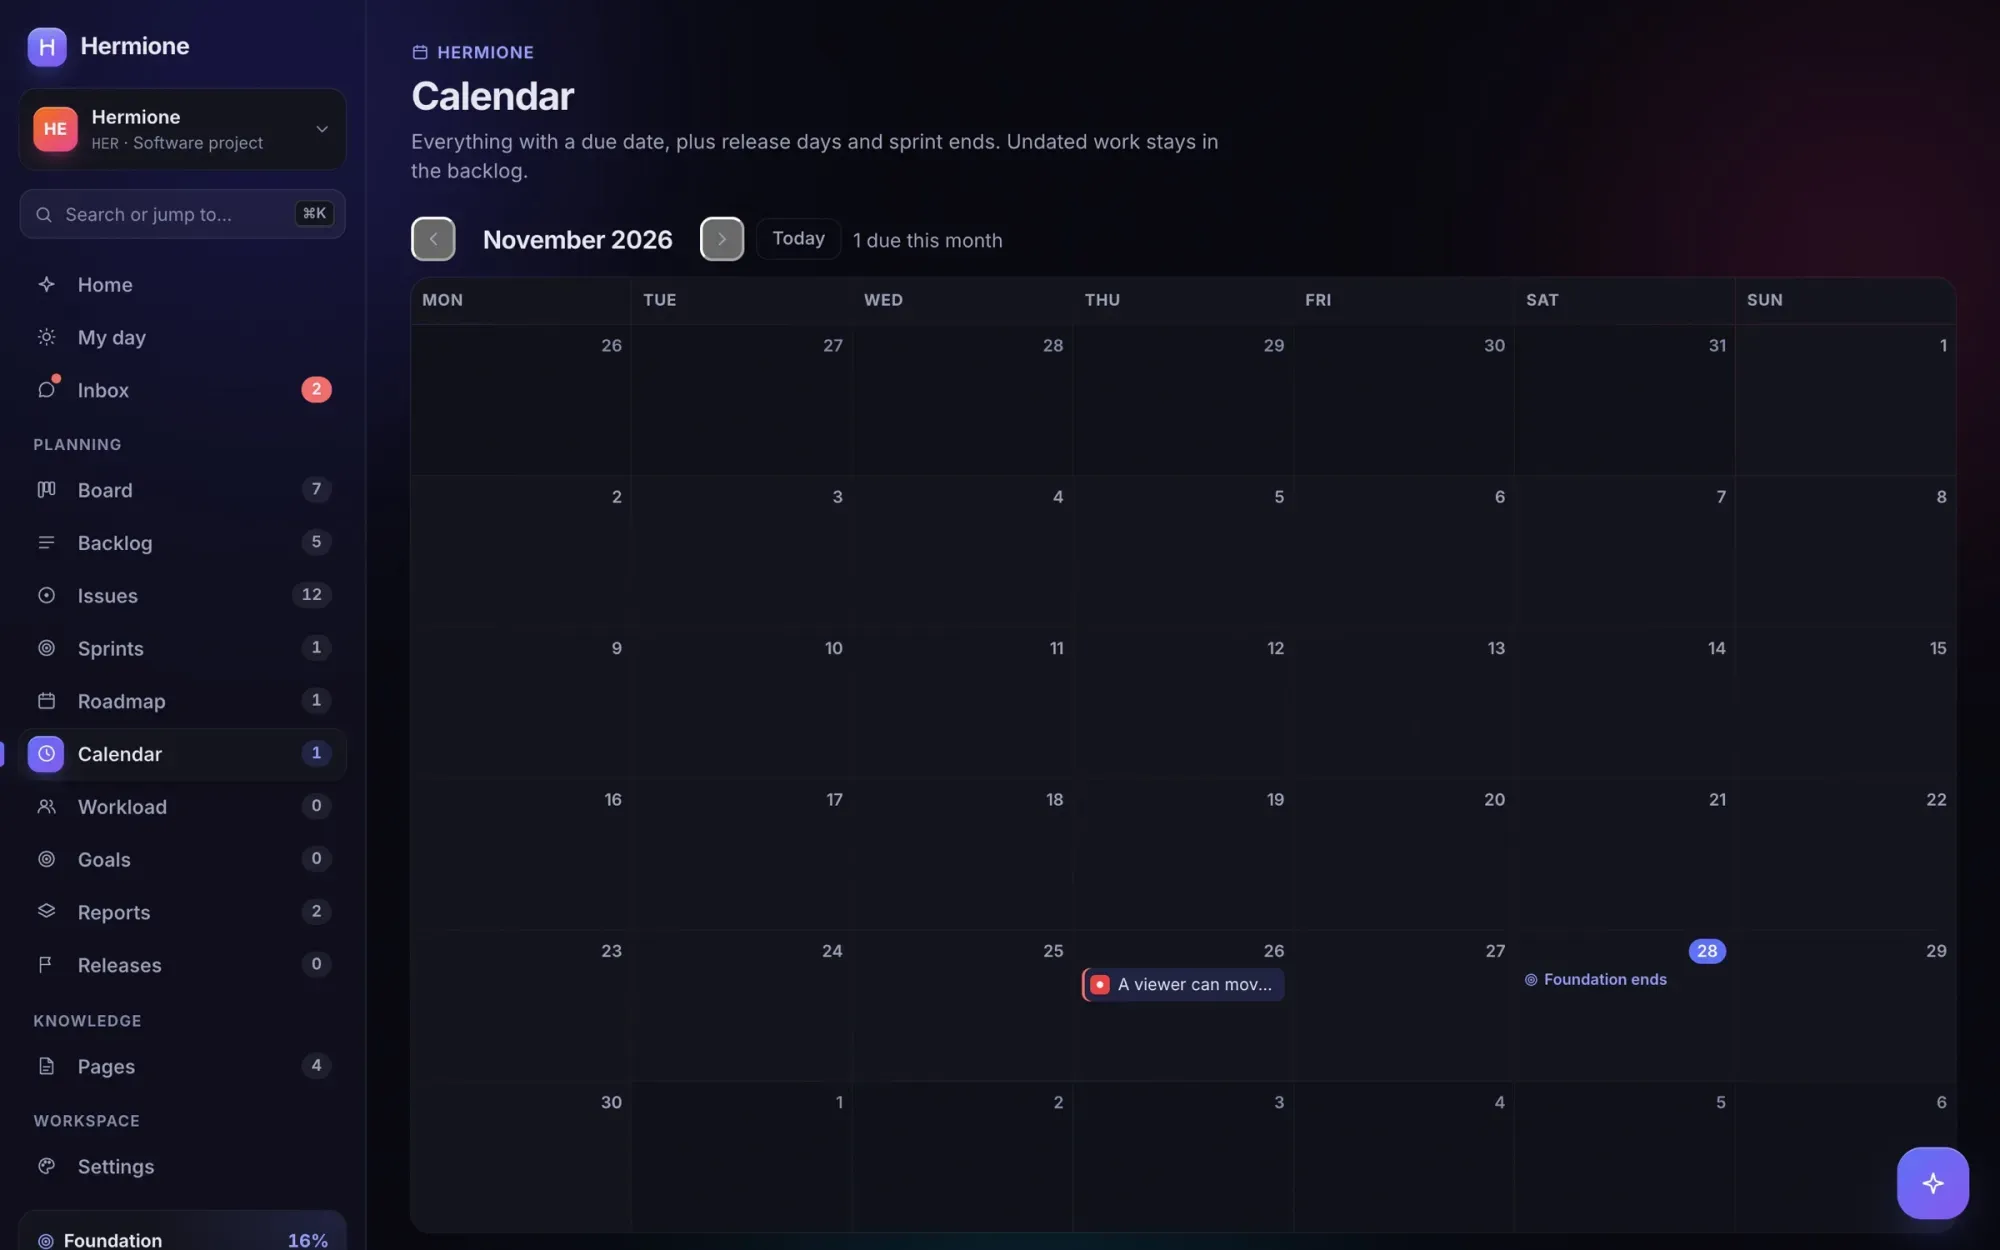 H Hermione
HE Hermione
HER · Software project
Search or jump to... ⌘K
Home
My day
Inbox 2
PLANNING
Board 7
Backlog 5
Issues 12
Sprints 1
Roadmap 1
Calendar 1
Workload 0
Goals 0
Reports 2
Releases 0
KNOWLEDGE
Pages 4
WORKSPACE
Settings
Foundation 16%
HERMIONE
Calendar
Everything with a due date, plus release days and sprint ends. Undated work stays in
the backlog.
November 2026 Today 1 due this month
MON TUE WED THU FRI SAT SUN
26 27 28 29 30 31 1
2 3 4 5 6 7 8
9 10 11 12 13 14 15
16 17 18 19 20 21 22
23 24 25 26 27 28 29
A viewer can mov... Foundation ends
30 1 2 3 4 5 6